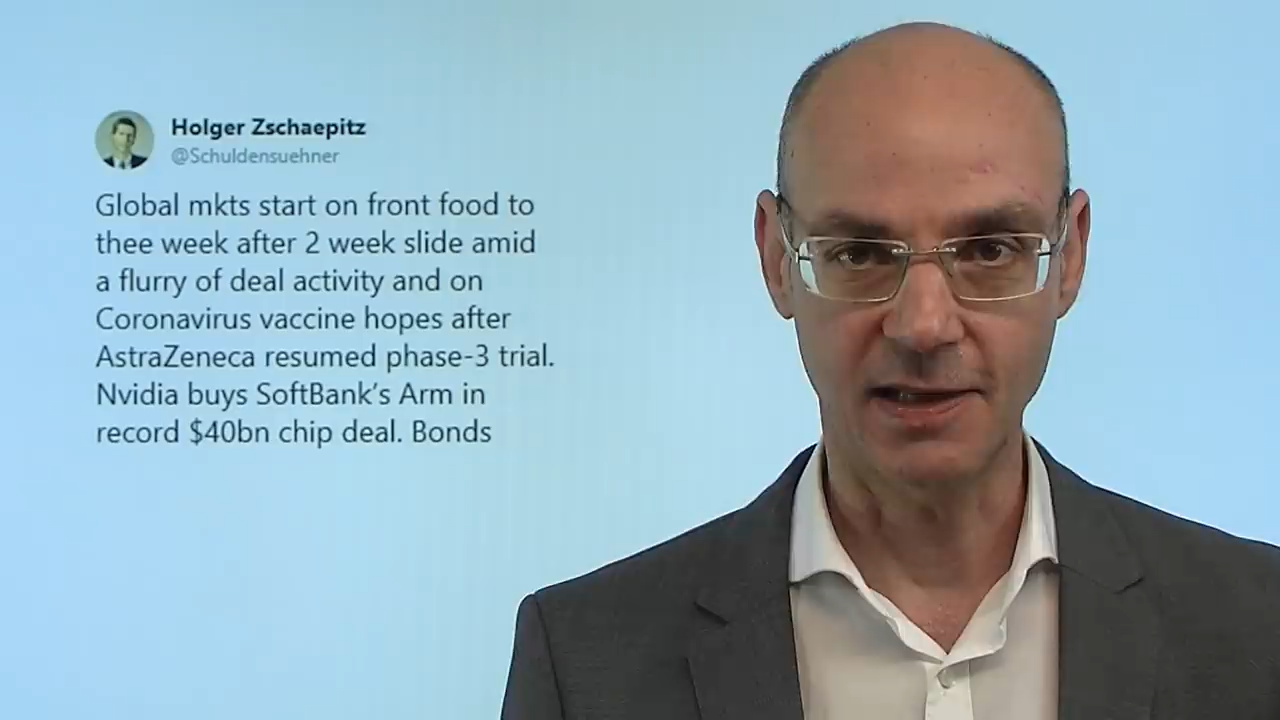 Holger Zschaepitz
@Schuldensuehner
Global mkts start on front food to
thee week after 2 week slide amid
a flurry of deal activity and on
Coronavirus vaccine hopes after
AstraZeneca resumed phase-3 trial.
Nvidia buys SoftBank’s Arm in
record $40bn chip deal. Bonds